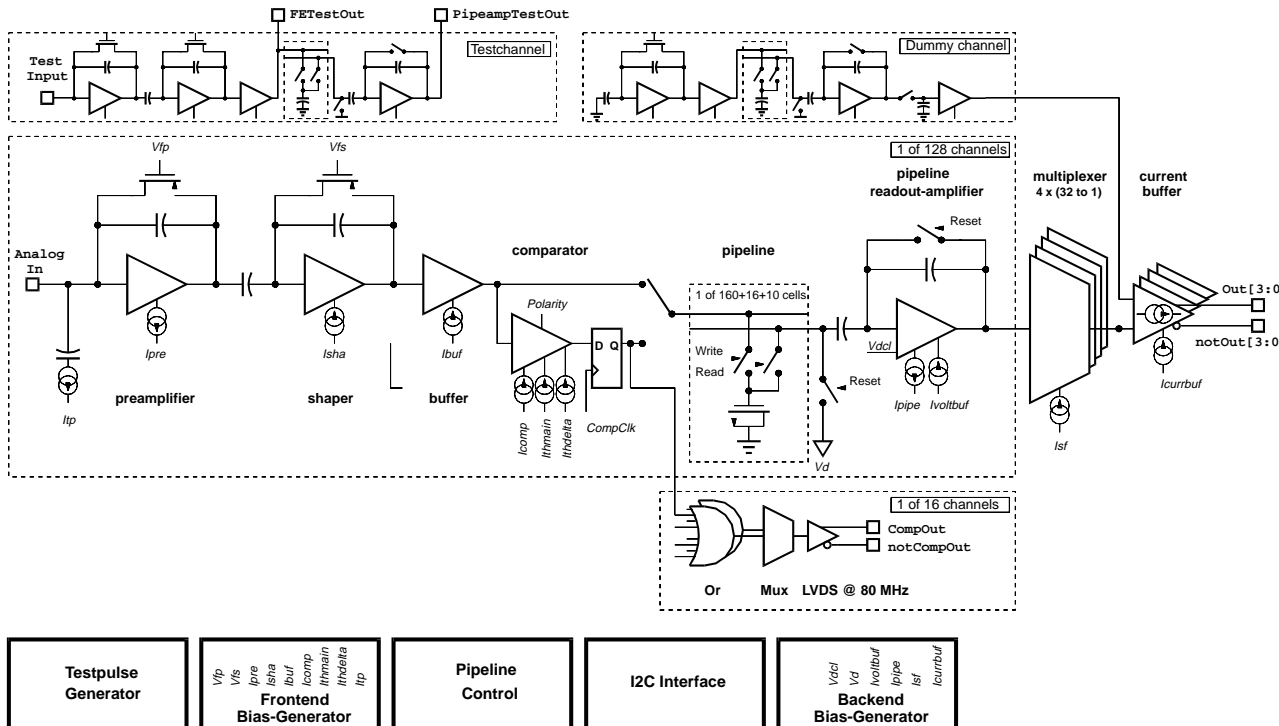 FETestOut
PipeampTestOut
Testchannel
Dummy channel
Test
Input
1 of 128 channels
Vfp
Vfs
pipeline
readout-amplifier
multiplexer
4 x (32 to 1)
current
buffer
Reset
Analog
In
comparator
pipeline
1 of 160+16+10 cells
Out[3:0
notOut[3:0
Polarity
D Q
Vdcl
Write
Read
Reset
Ipre
Isha
Ibuf
Icurrbuf
preamplifier
shaper
buffer
Ipipe
Ivoltbuf
Itp
Icomp
Ithmain
Ithdelta
CompClk
Isf
Vd
1 of 16 channels
CompOut
notCompOut
Or
Mux
LVDS @ 80 MHz
Testpulse
Generator
Vfp
Vfs
Ipre
Isha
Ibuf
Icomp
Ithmain
Ithdelta
Itp
Frontend
Bias-Generator
Pipeline
Control
I2C Interface
Vdcl
Vd
Ivoltbuf
Ipipe
Isf
Icurrbuf
Backend
Bias-Generator